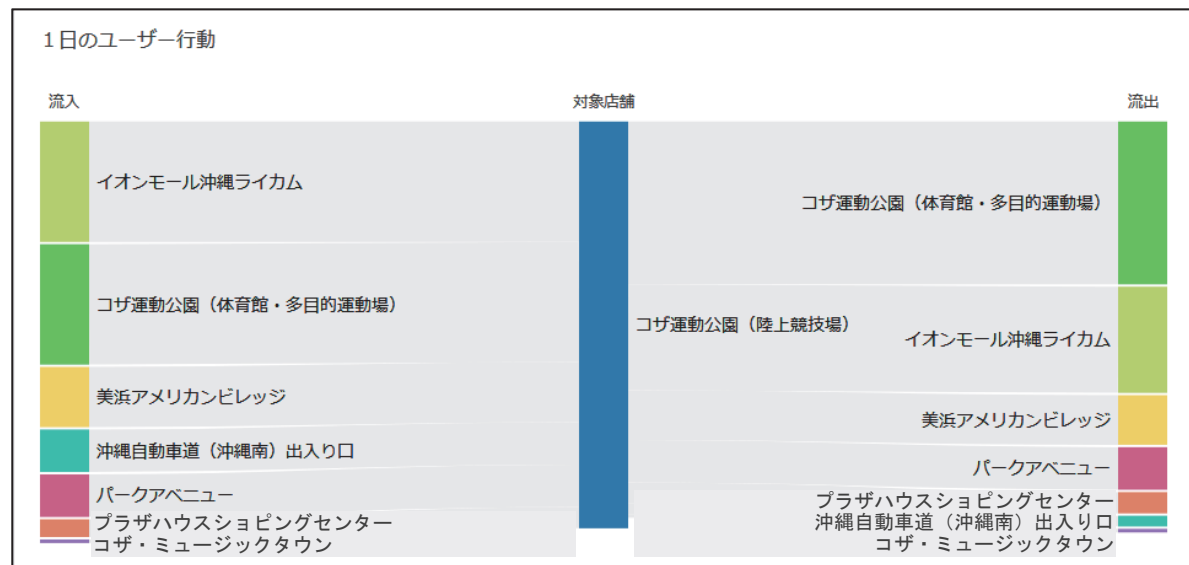 1日のユーザー行動
流入
対象店舗
流出
イオンモール沖縄ライカム
コザ運動公園（体育館・多目的運動場）
美浜アメリカンビレッジ
沖縄自動車道（沖縄南）出入り口
パークアベニュー
プラザハウスショピングセンター
コザ・ミュージックタウン
コザ運動公園（陸上競技場）
コザ運動公園（体育館・多目的運動場）
イオンモール沖縄ライカム
美浜アメリカンビレッジ
パークアベニュー
プラザハウスショピングセンター
沖縄自動車道（沖縄南）出入り口
コザ・ミュージックタウン